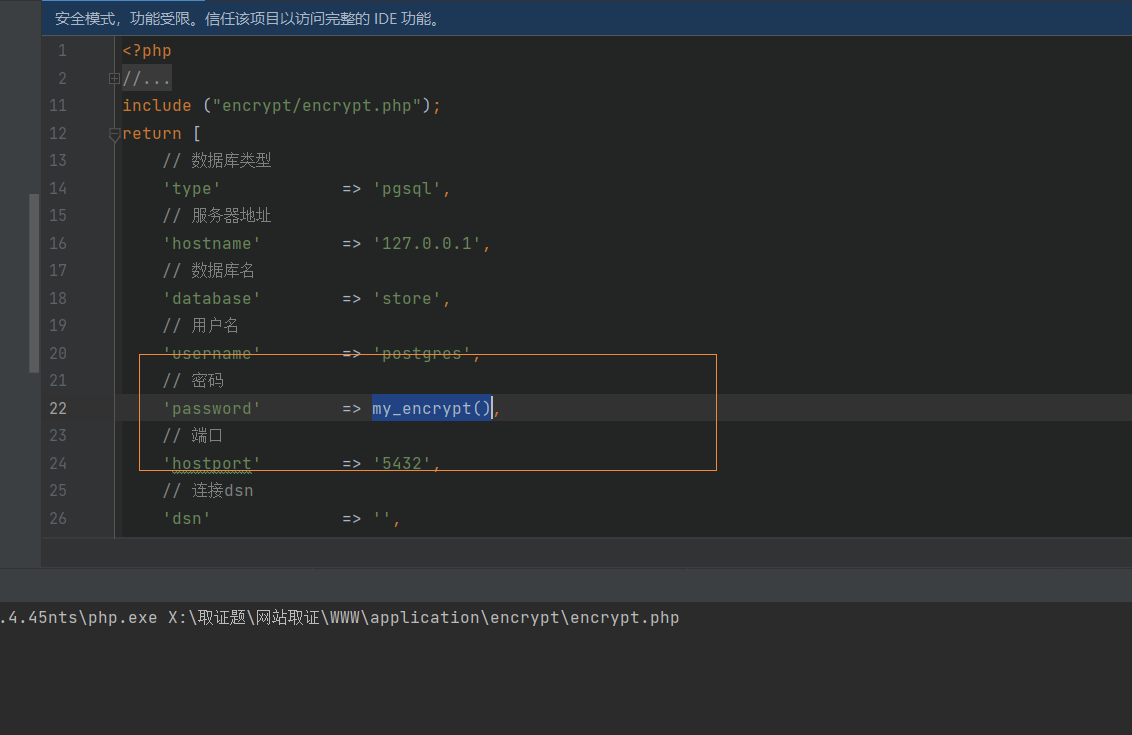 安全模式，功能受限。信任该项目以访问完整的 IDE 功能。
1 <?php
2 //...
11 include ("encrypt/encrypt.php");
12 return [
13 // 数据库类型
14 'type' => 'pgsql',
15 // 服务器地址
16 'hostname' => '127.0.0.1',
17 // 数据库名
18 'database' => 'store',
19 // 用户名
20 'username' => 'postgres',
21 // 密码
22 'password' => my_encrypt(),
23 // 端口
24 'hostport' => '5432',
25 // 连接dsn
26 'dsn' => '',
.4.45nts\php.exe X:\取证题\网站取证\WWW\application\encrypt\encrypt.php